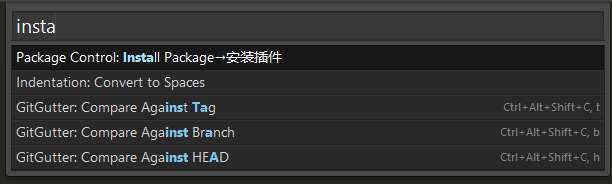 insta
Package Control: Install Package→安装插件
Indentation: Convert to Spaces
GitGutter: Compare Against Tag Ctrl+Alt+Shift+C, t
GitGutter: Compare Against Branch Ctrl+Alt+Shift+C, b
GitGutter: Compare Against HEAD Ctrl+Alt+Shift+C, h